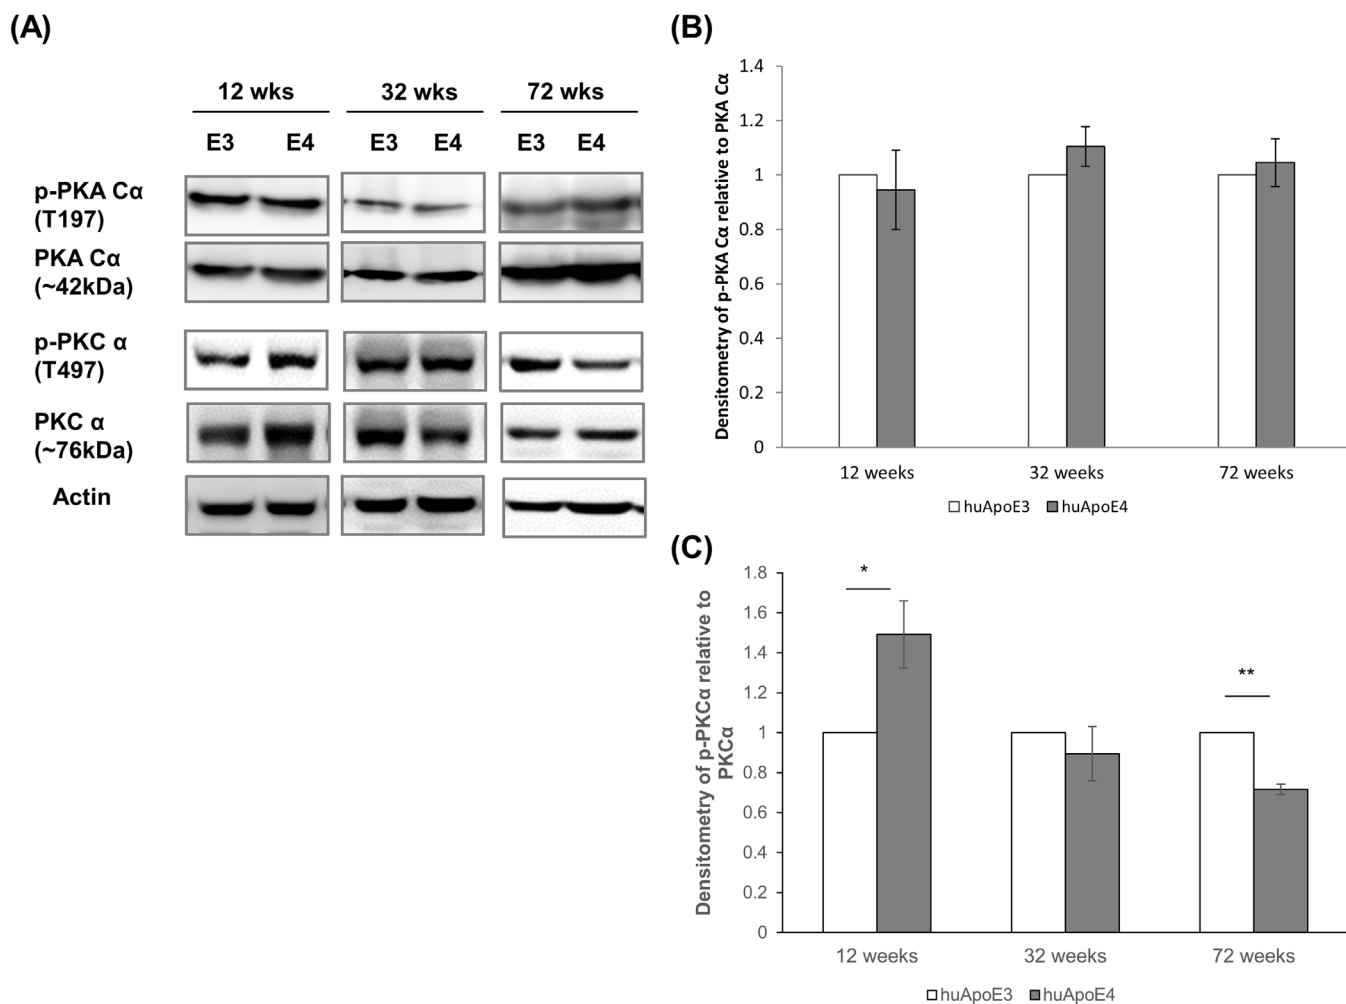 (A)
12 wks 32 wks 72 wks
E3 E4 E3 E4 E3 E4
p-PKA Cα
(T197)
PKA Cα
(~42kDa)
p-PKC α
(T497)
PKC α
(~76kDa)
Actin
(B)
Densitometry of p-PKA Cα relative to PKA Cα
1.4
1.2
1
0.8
0.6
0.4
0.2
0
12 weeks 32 weeks 72 weeks
huApoE3 huApoE4
(C)
Densitometry of p-PKCα relative to
PKCα
1.8
1.6
1.4
1.2
1
0.8
0.6
0.4
0.2
0
*
**
12 weeks 32 weeks 72 weeks
huApoE3 huApoE4